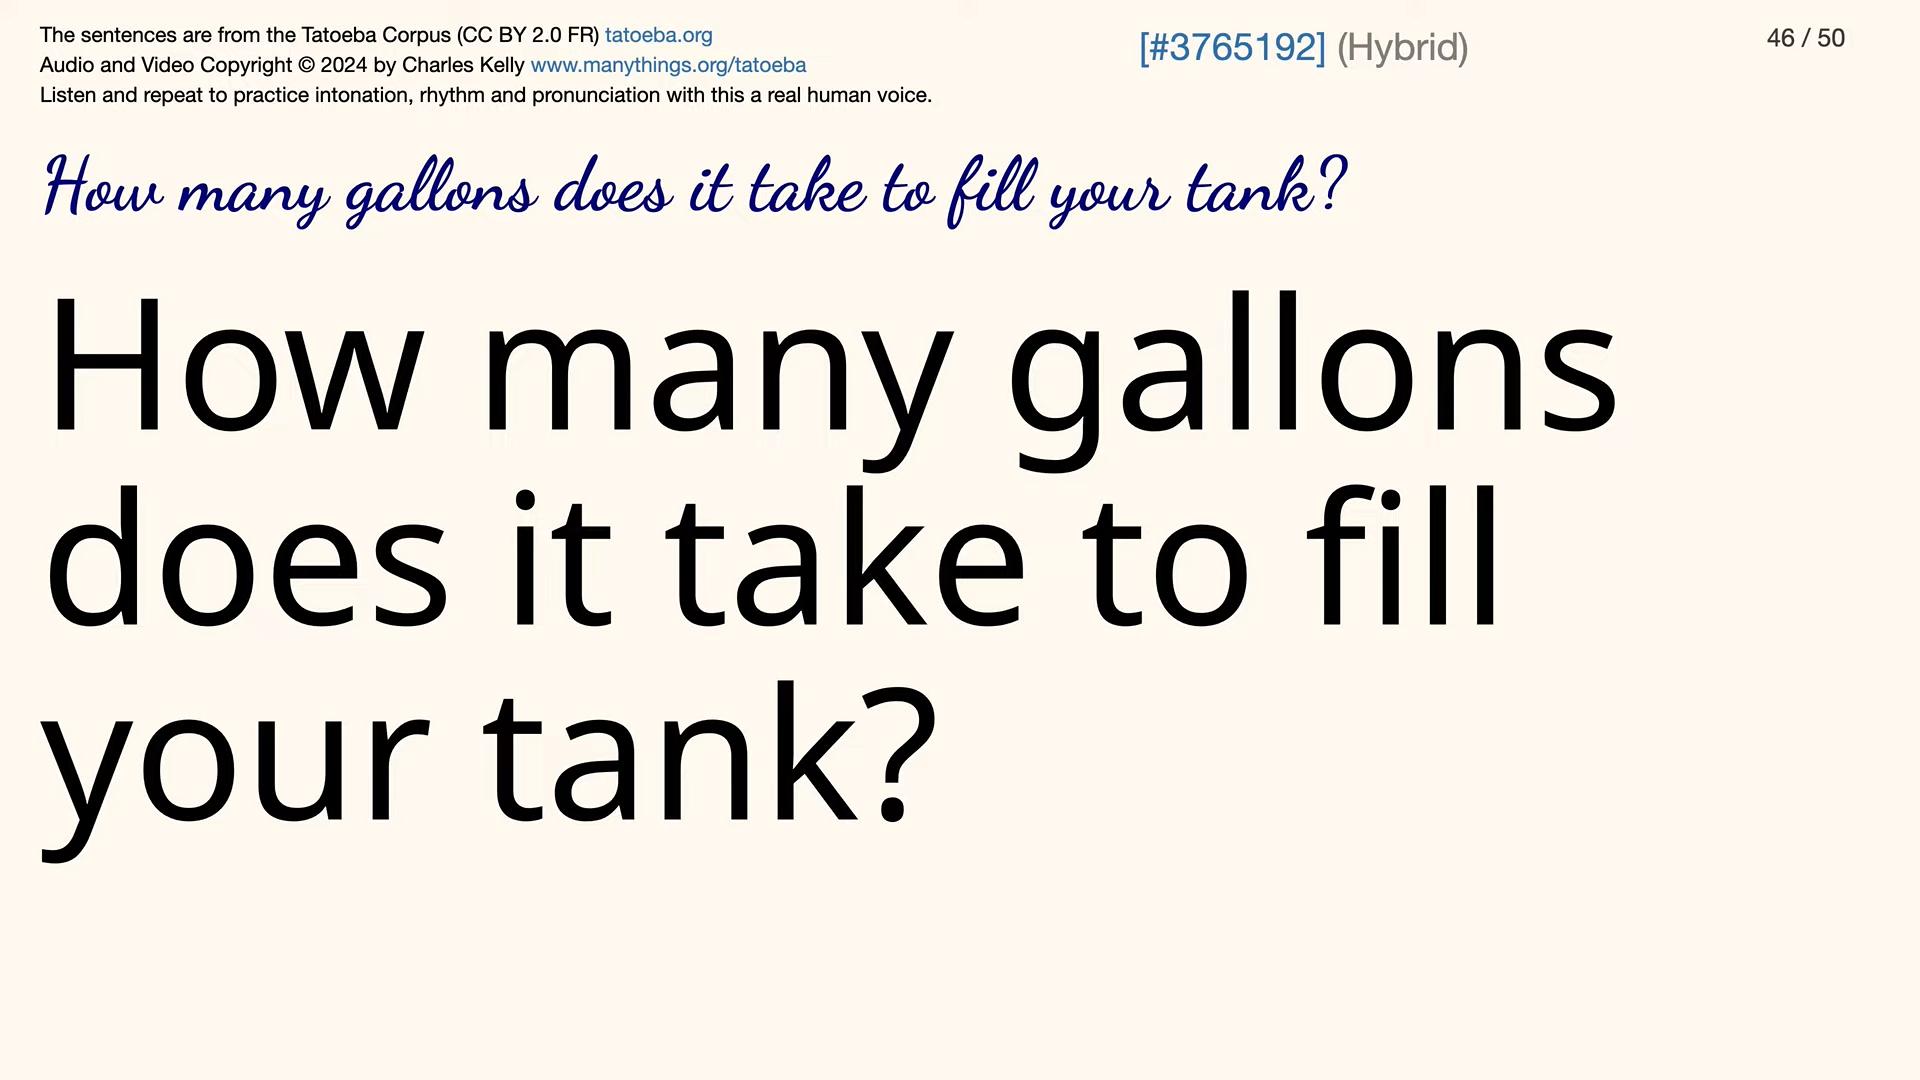 The sentences are from the Tatoeba Corpus (CC BY 2.0 FR) tatoeba.org
Audio and Video Copyright © 2024 by Charles Kelly www.manythings.org/tatoeba
Listen and repeat to practice intonation, rhythm and pronunciation with this a real human voice.
[#3765192] (Hybrid)
46 / 50
How many gallons does it take to fill your tank?
How many gallons
does it take to fill
your tank?